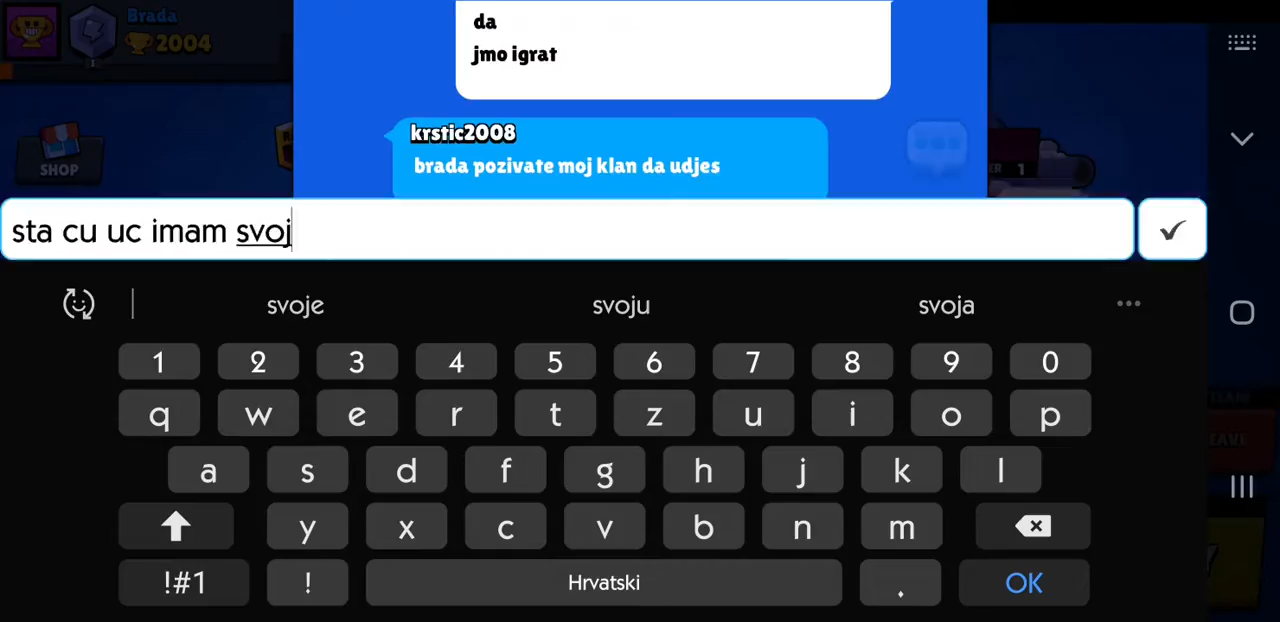 Brada
2004
da
jmo igrat
krstic2008
brada pozivate moj klan da udjes
SHOP
1
sta cu uc imam svoj
svoje svoju svoja
1 2 3 4 5 6 7 8 9 0
q w e r t z u i o p
a s d f g h j k l
y x c v b n m
!#1 ! Hrvatski . OK